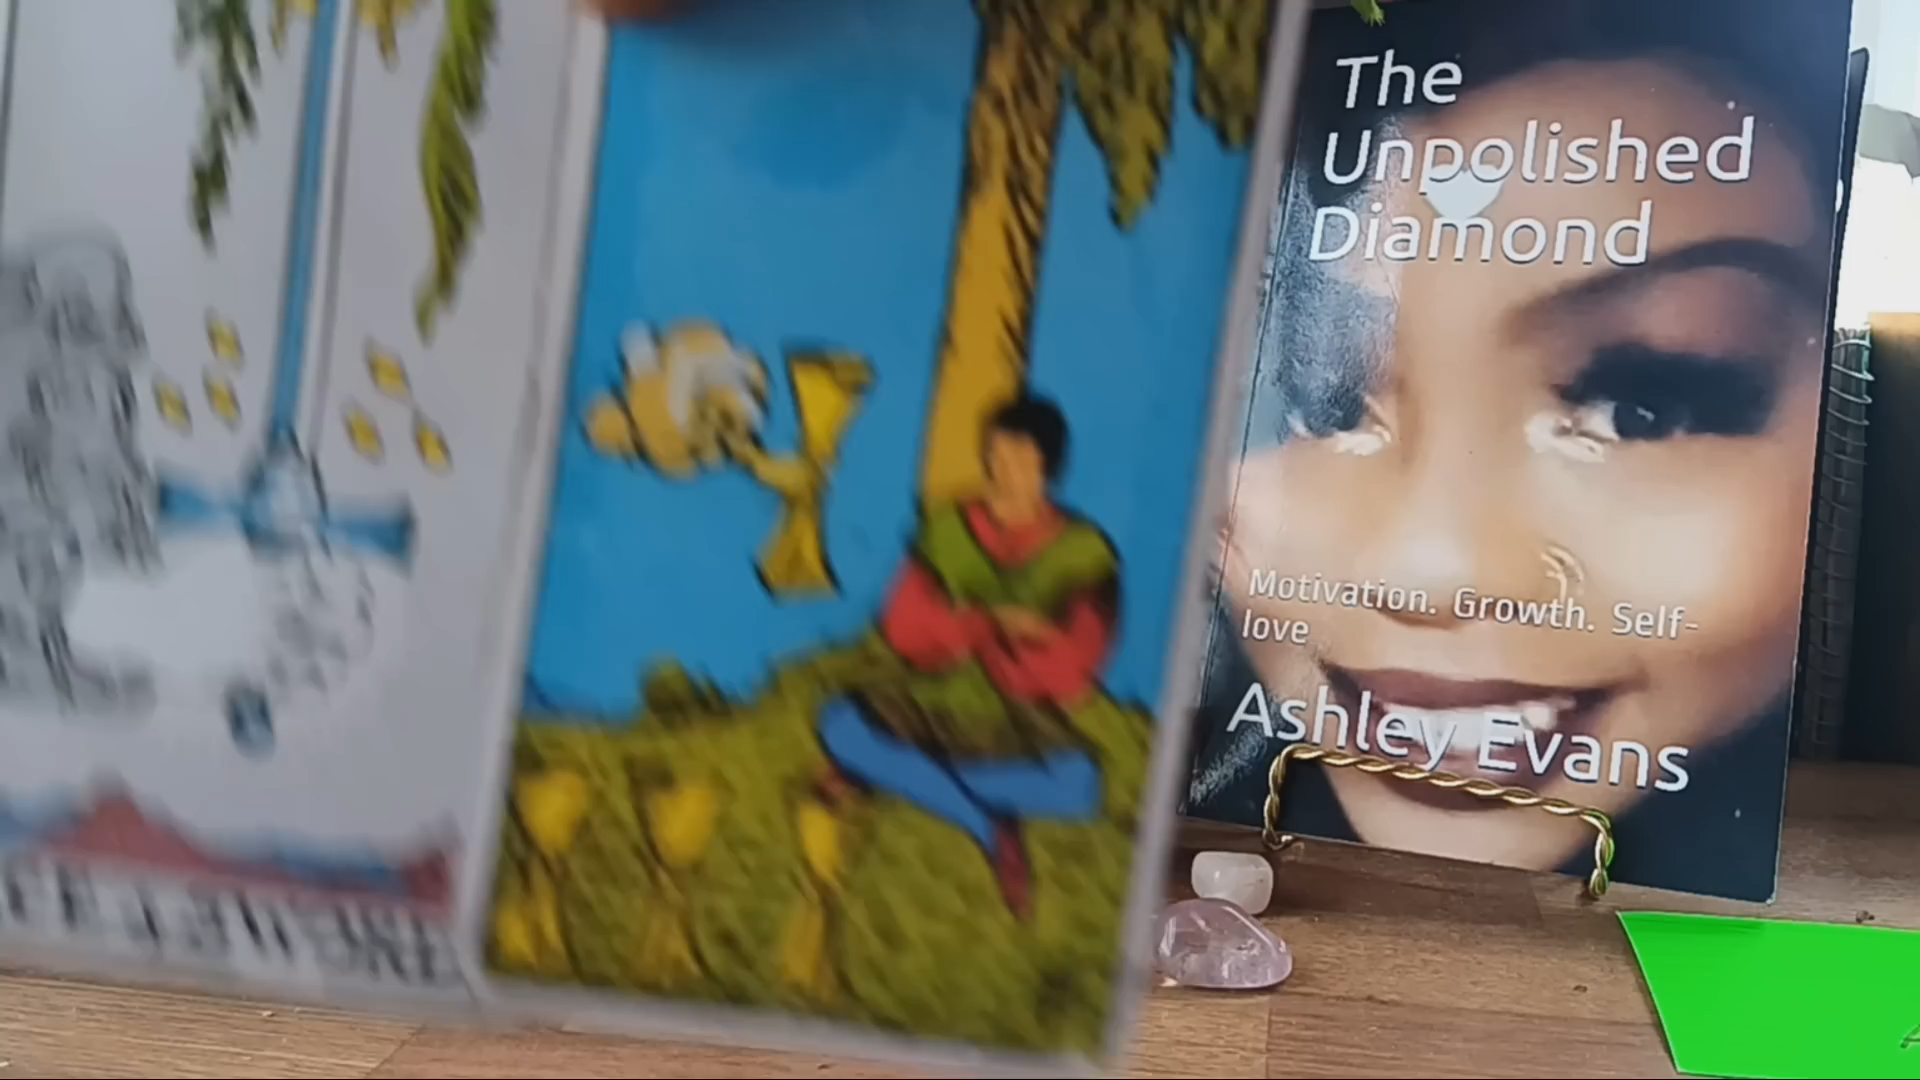 The
Unpolished
Diamond
Motivation. Growth. Self-
love
Ashley Evans